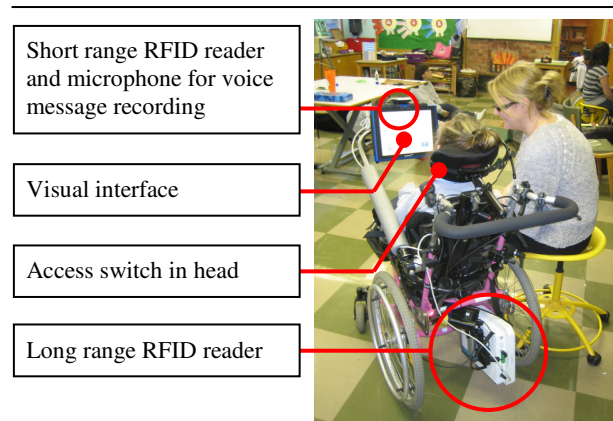 Short range RFID reader
and microphone for voice
message recording
Visual interface
Access switch in head
Long range RFID reader